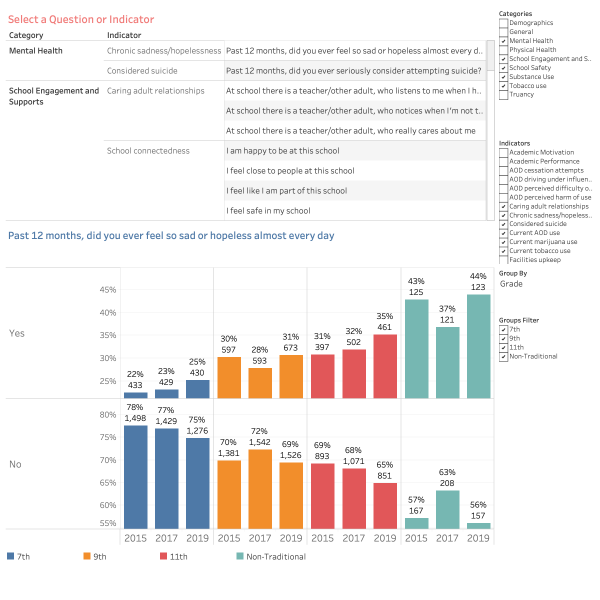 Select a Question or Indicator
Category Indicator
Mental Health Chronic sadness/hopelessness Past 12 months, did you ever feel so sad or hopeless almost every d..
Considered suicide Past 12 months, did you ever seriously consider attempting suicide?
School Engagement and Supports Caring adult relationships At school there is a teacher/other adult, who listens to me when I h..
At school there is a teacher/other adult, who notices when I'm not t..
At school there is a teacher/other adult, who really cares about me
School connectedness I am happy to be at this school
I feel close to people at this school
I feel like I am part of this school
I feel safe in my school
Categories
Demographics
General
Mental Health
Physical Health
School Engagement and S..
School Safety
Substance Use
Tobacco use
Truancy
Indicators
Academic Motivation
Academic Performance
AOD cessation attempts
AOD driving under influen..
AOD perceived difficulty o..
AOD perceived harm of use
Caring adult relationships
Chronic sadness/hopeless..
Considered suicide
Current AOD use
Current marijuana use
Current tobacco use
Facilities upkeep
Group By
Grade
Groups Filter
7th
9th
11th
Non-Traditional
Past 12 months, did you ever feel so sad or hopeless almost every day
Yes
45%
40%
35%
30%
25%
22% 433
23% 429
25% 430
30% 597
28% 593
31% 673
31% 397
32% 502
35% 461
43% 125
37% 121
44% 123
No
80%
75%
70%
65%
60%
55%
78% 1,498
77% 1,429
75% 1,276
70% 1,381
72% 1,542
69% 1,526
69% 893
68% 1,071
65% 851
57% 167
63% 208
56% 157
2015 2017 2019 2015 2017 2019 2015 2017 2019 2015 2017 2019
7th 9th 11th Non-Traditional